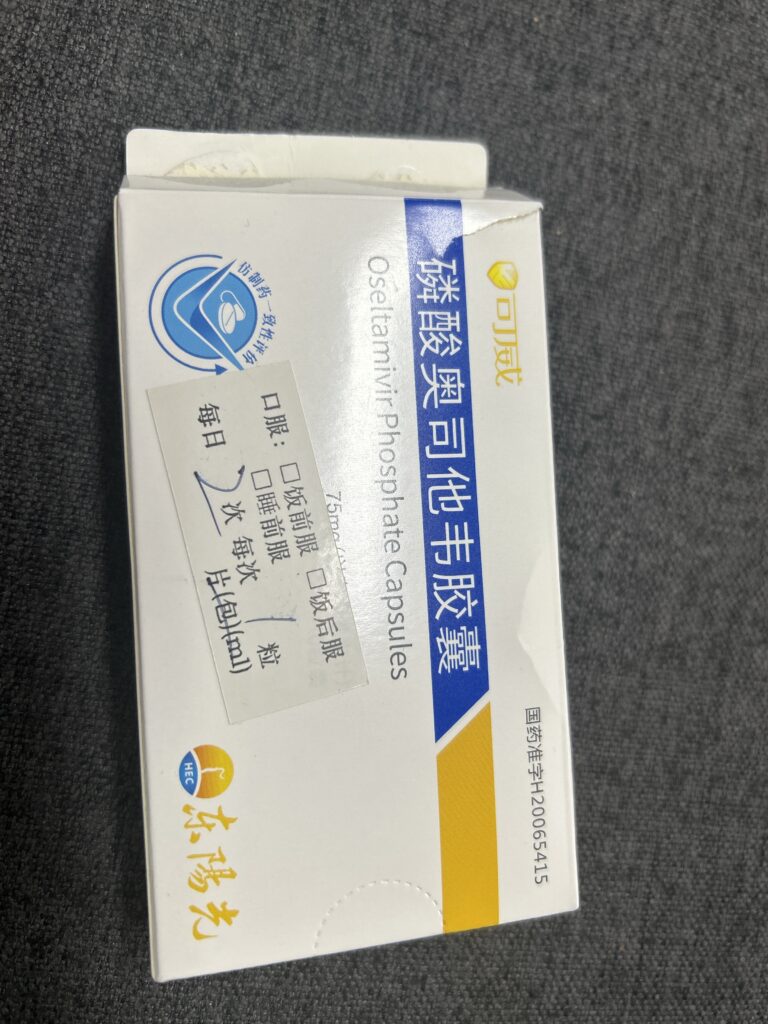 可威
国药准字H20065415
磷酸奥司他韦胶囊
Oseltamivir Phosphate Capsules
75mg
仿制药一致性评价
口服：□饭前服 □饭后服
□睡前服
每日 2 次 每次 1 粒
片(包)(ml)
HEC
东陽光